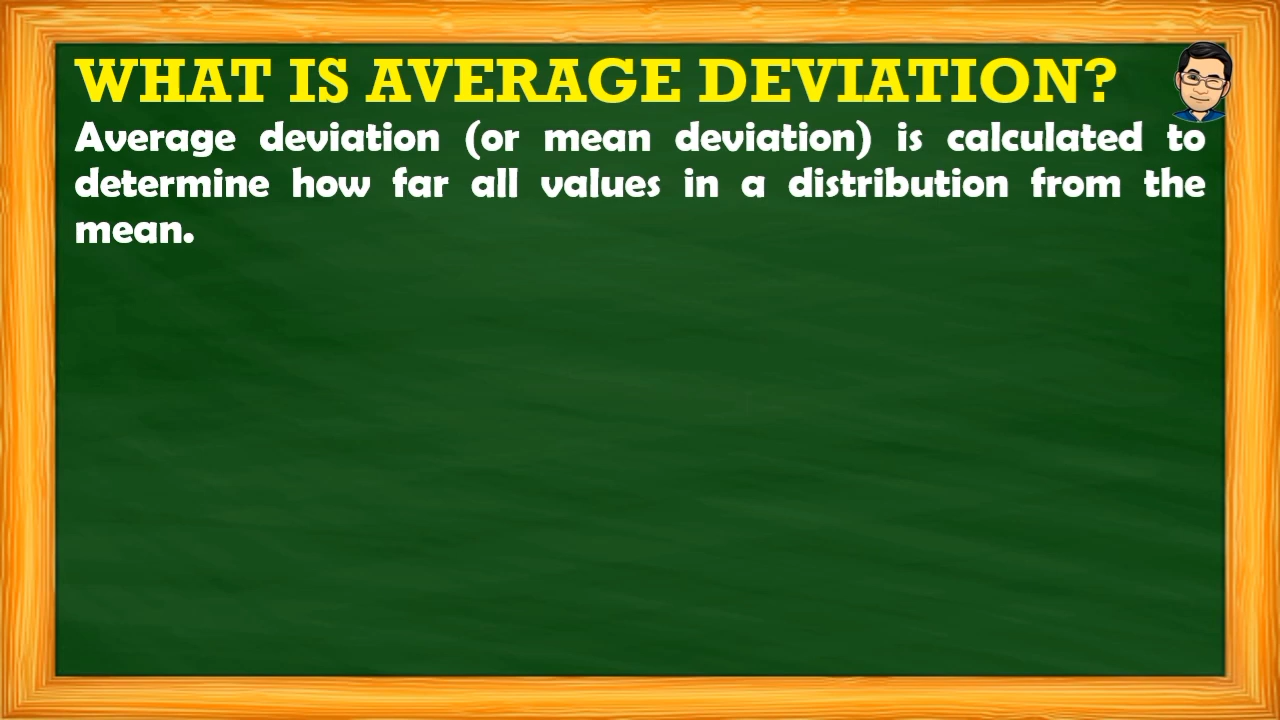 WHAT IS AVERAGE DEVIATION?
Average deviation (or mean deviation) is calculated to
determine how far all values in a distribution from the
mean.